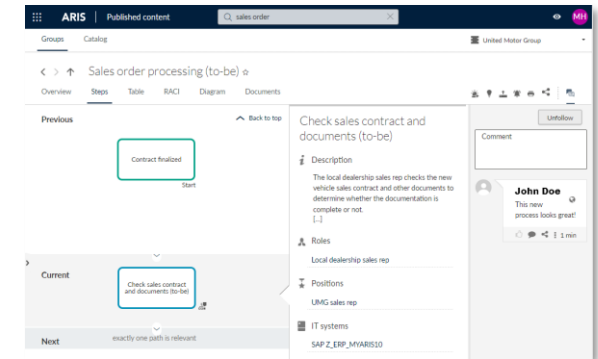 ARIS | Published content
sales order
MH
Groups Catalog
United Motor Group
Sales order processing (to-be)
Overview Steps Table RACI Diagram Documents
Previous
Back to top
Contract finalized
Start
Current
Check sales contract
and documents (to-be)
Next
exactly one path is relevant
Check sales contract and
documents (to-be)
Description
The local dealership sales rep checks the new
vehicle sales contract and other documents to
determine whether the documentation is
complete or not.
[...]
Roles
Local dealership sales rep
Positions
UMG sales rep
IT systems
SAP Z_ERP_MYARIS10
Unfollow
Comment
John Doe
This new
process looks great!
1 min